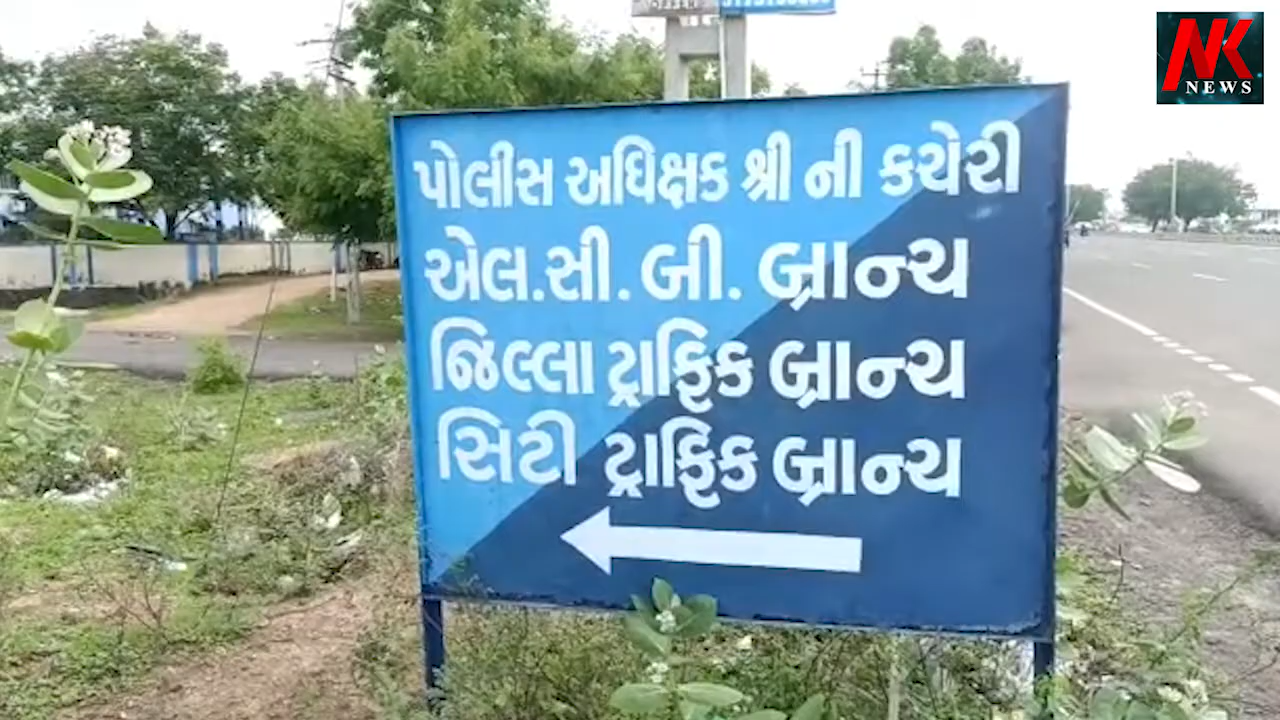 પોલીસ અધિક્ષક શ્રી ની કચેરી
એલ.સી.બી. બ્રાન્ચ
જિલ્લા ટ્રાફિક બ્રાન્ચ
સિટી ટ્રાફિક બ્રાન્ચ
NK
NEWS